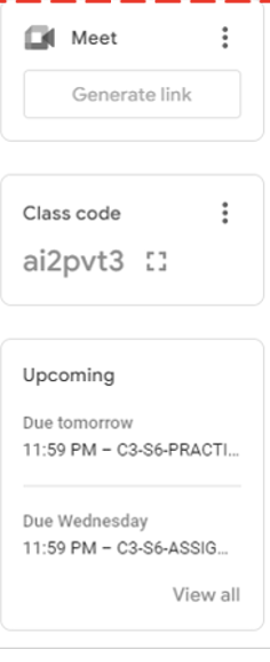 Meet
Generate link
Class code
ai2pvt3
Upcoming
Due tomorrow
11:59 PM – C3-S6-PRACTI...
Due Wednesday
11:59 PM – C3-S6-ASSIG...
View all